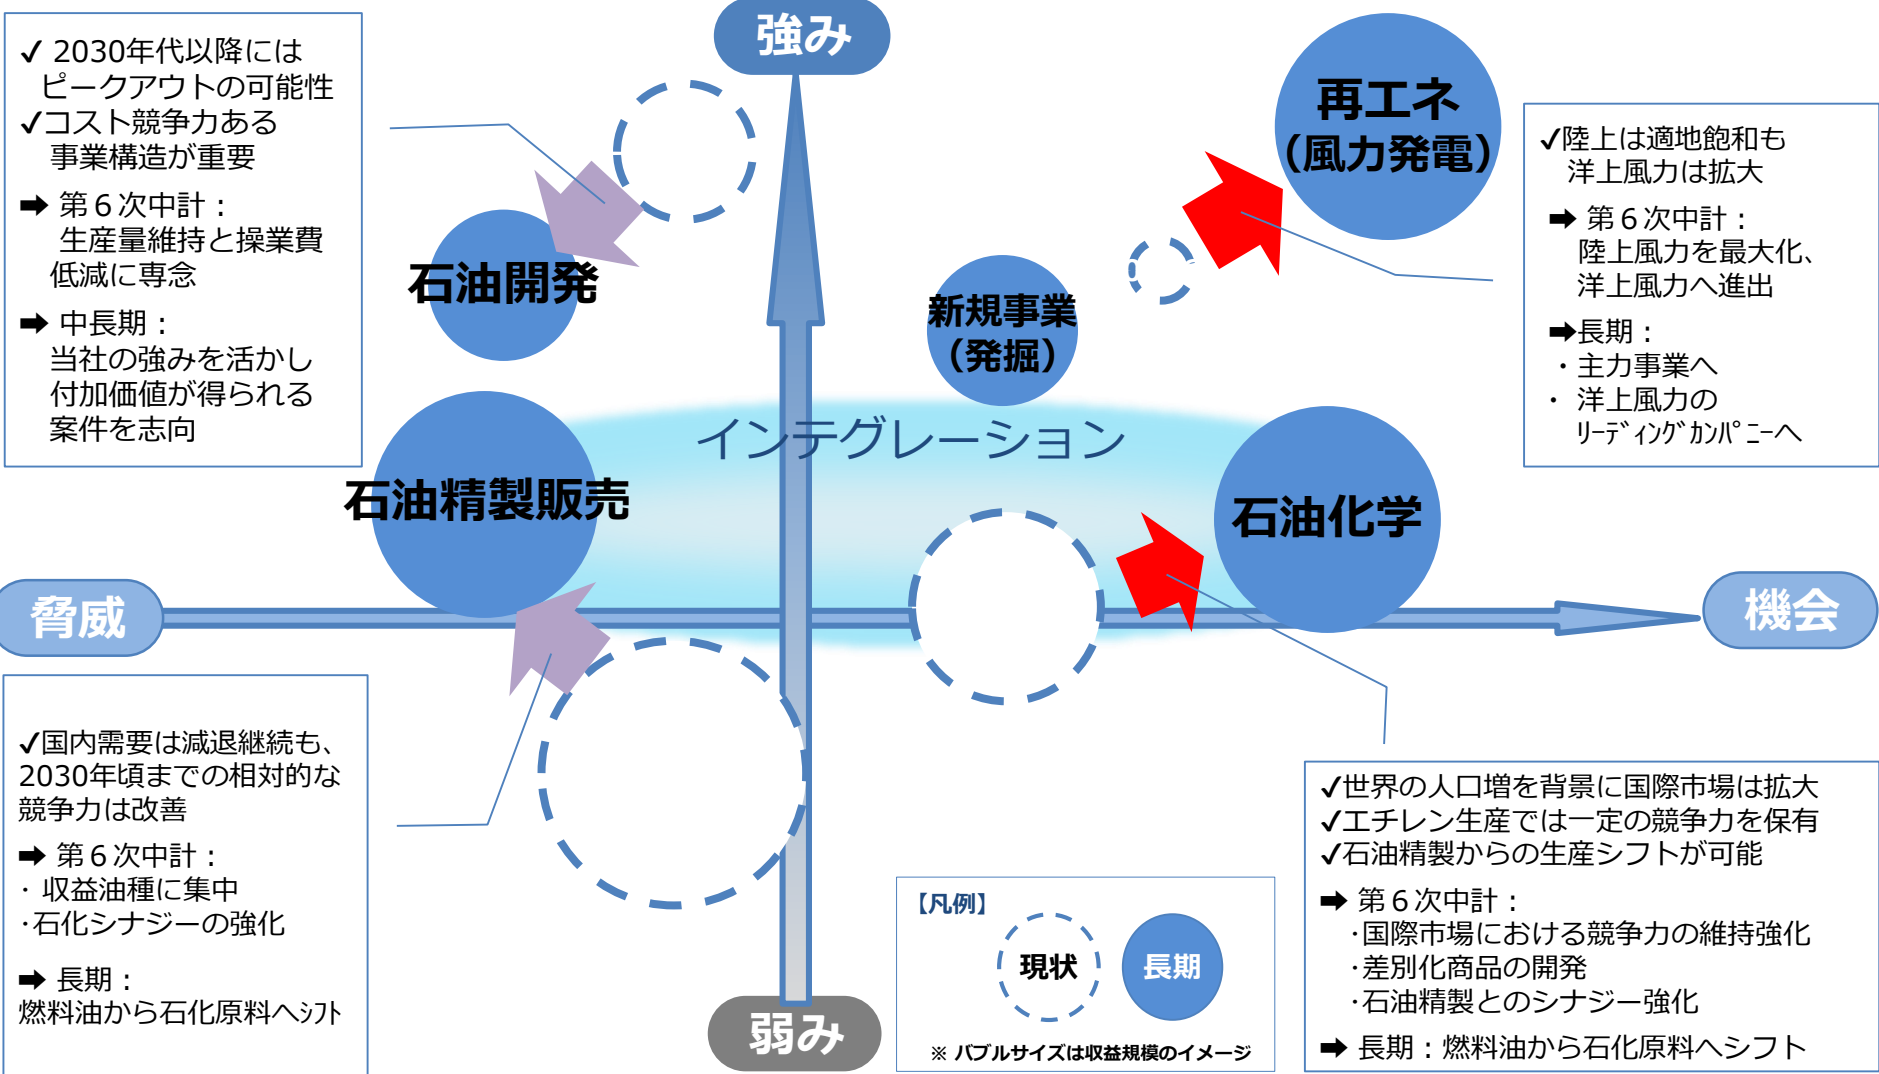 強み
✓ 2030年代以降には
ピークアウトの可能性
✓コスト競争力ある
事業構造が重要
➡ 第６次中計：
生産量維持と操業費
低減に専念
➡ 中長期：
当社の強みを活かし
付加価値が得られる
案件を志向
石油開発
新規事業
（発掘）
再エネ
（風力発電）
✓陸上は適地飽和も
洋上風力は拡大
➡ 第６次中計：
陸上風力を最大化、
洋上風力へ進出
➡長期：
・主力事業へ
・ 洋上風力の
ﾘｰﾃﾞｨﾝｸﾞｶﾝﾊﾟﾆｰへ
インテグレーション
石油精製販売
石油化学
脅威
機会
✓国内需要は減退継続も、
2030年頃までの相対的な
競争力は改善
➡ 第６次中計：
・収益油種に集中
･石化シナジーの強化
➡ 長期：
燃料油から石化原料へｼﾌﾄ
✓世界の人口増を背景に国際市場は拡大
✓エチレン生産では一定の競争力を保有
✓石油精製からの生産シフトが可能
➡ 第６次中計：
･国際市場における競争力の維持強化
･差別化商品の開発
･石油精製とのシナジー強化
➡ 長期：燃料油から石化原料へシフト
【凡例】
現状
長期
※ バブルサイズは収益規模のイメージ
弱み